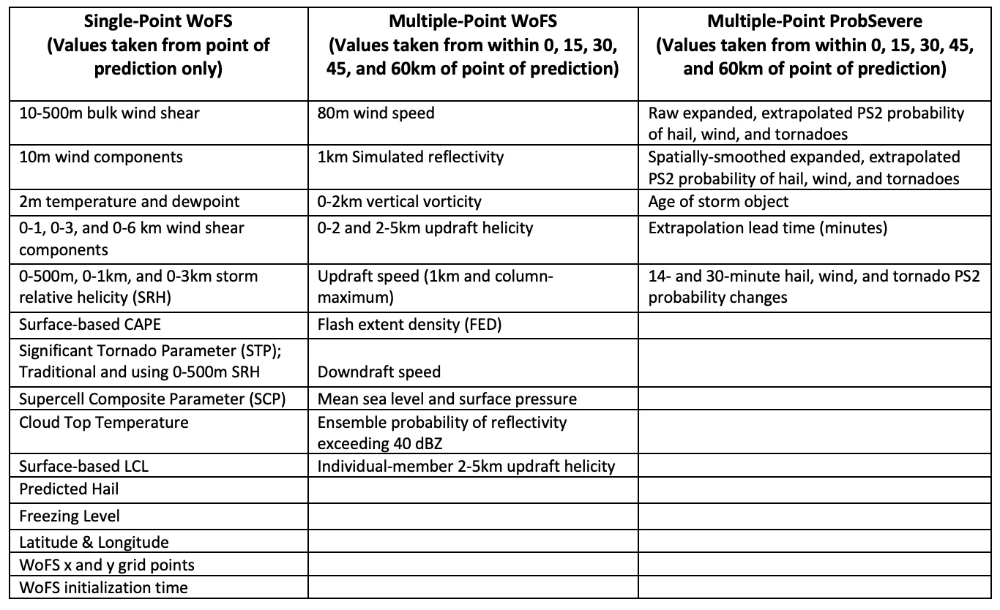 Single-Point WoFS
(Values taken from point of
prediction only)
Multiple-Point WoFS
(Values taken from within 0, 15, 30,
45, and 60km of point of prediction)
Multiple-Point ProbSevere
(Values taken from within 0, 15, 30, 45,
and 60km of point of prediction)
10-500m bulk wind shear
80m wind speed
Raw expanded, extrapolated PS2 probability
of hail, wind, and tornadoes
10m wind components
1km Simulated reflectivity
Spatially-smoothed expanded, extrapolated
PS2 probability of hail, wind, and tornadoes
2m temperature and dewpoint
0-2km vertical vorticity
Age of storm object
0-1, 0-3, and 0-6 km wind shear
components
0-2 and 2-5km updraft helicity
Extrapolation lead time (minutes)
0-500m, 0-1km, and 0-3km storm
relative helicity (SRH)
Updraft speed (1km and column-
maximum)
14- and 30-minute hail, wind, and tornado PS2
probability changes
Surface-based CAPE
Flash extent density (FED)
Significant Tornado Parameter (STP);
Traditional and using 0-500m SRH
Downdraft speed
Supercell Composite Parameter (SCP)
Mean sea level and surface pressure
Cloud Top Temperature
Ensemble probability of reflectivity
exceeding 40 dBZ
Surface-based LCL
Individual-member 2-5km updraft helicity
Predicted Hail
Freezing Level
Latitude & Longitude
WoFS x and y grid points
WoFS initialization time